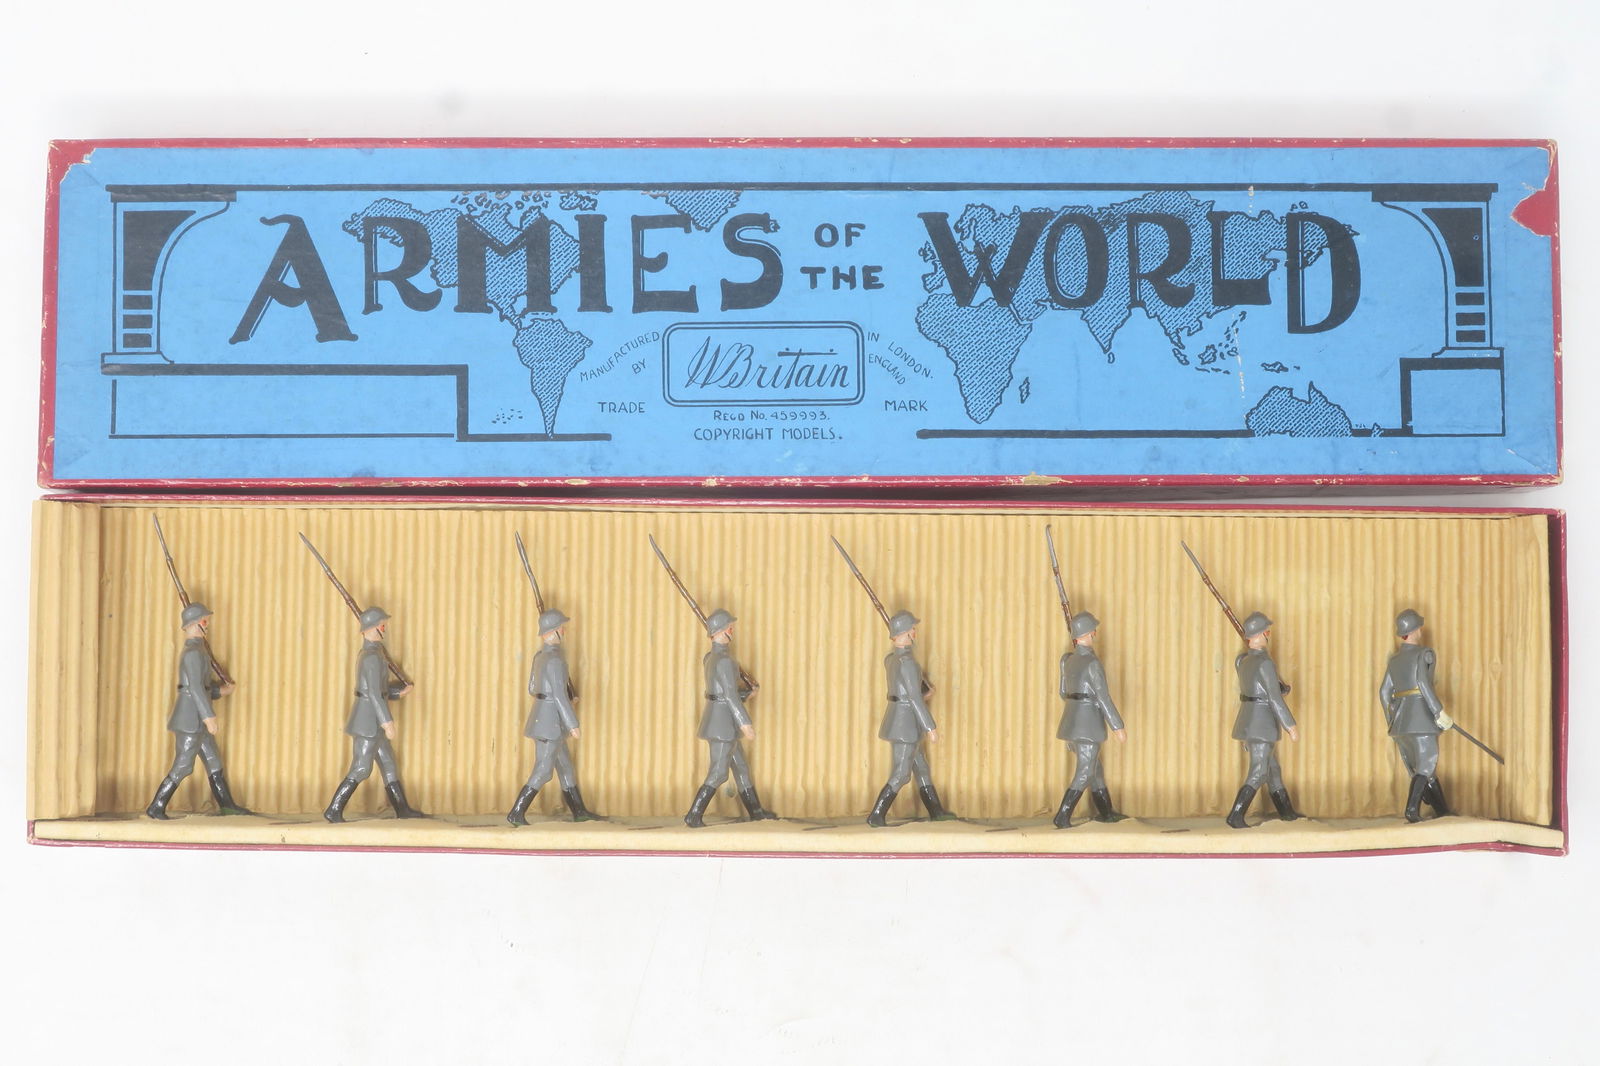 ARMIES OF THE WORLD
MANUFACTURED BY
W Britain
IN LONDON. ENGLAND
TRADE MARK
REGD No. 459993.
COPYRIGHT MODELS.